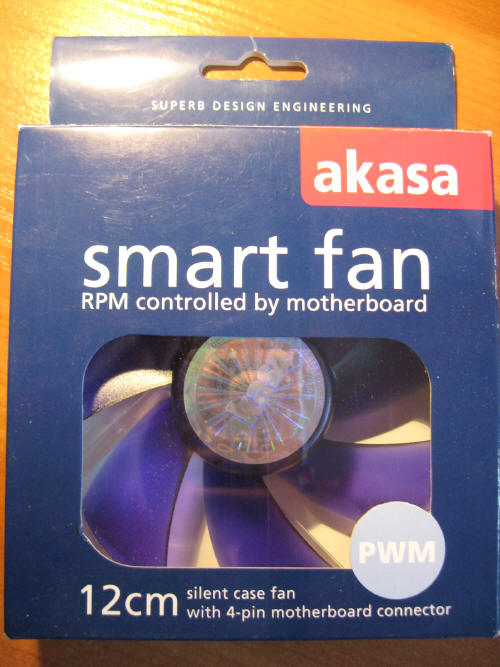 SUPERB DESIGN ENGINEERING
akasa
smart fan
RPM controlled by motherboard
PWM
12cm silent case fan
with 4-pin motherboard connector